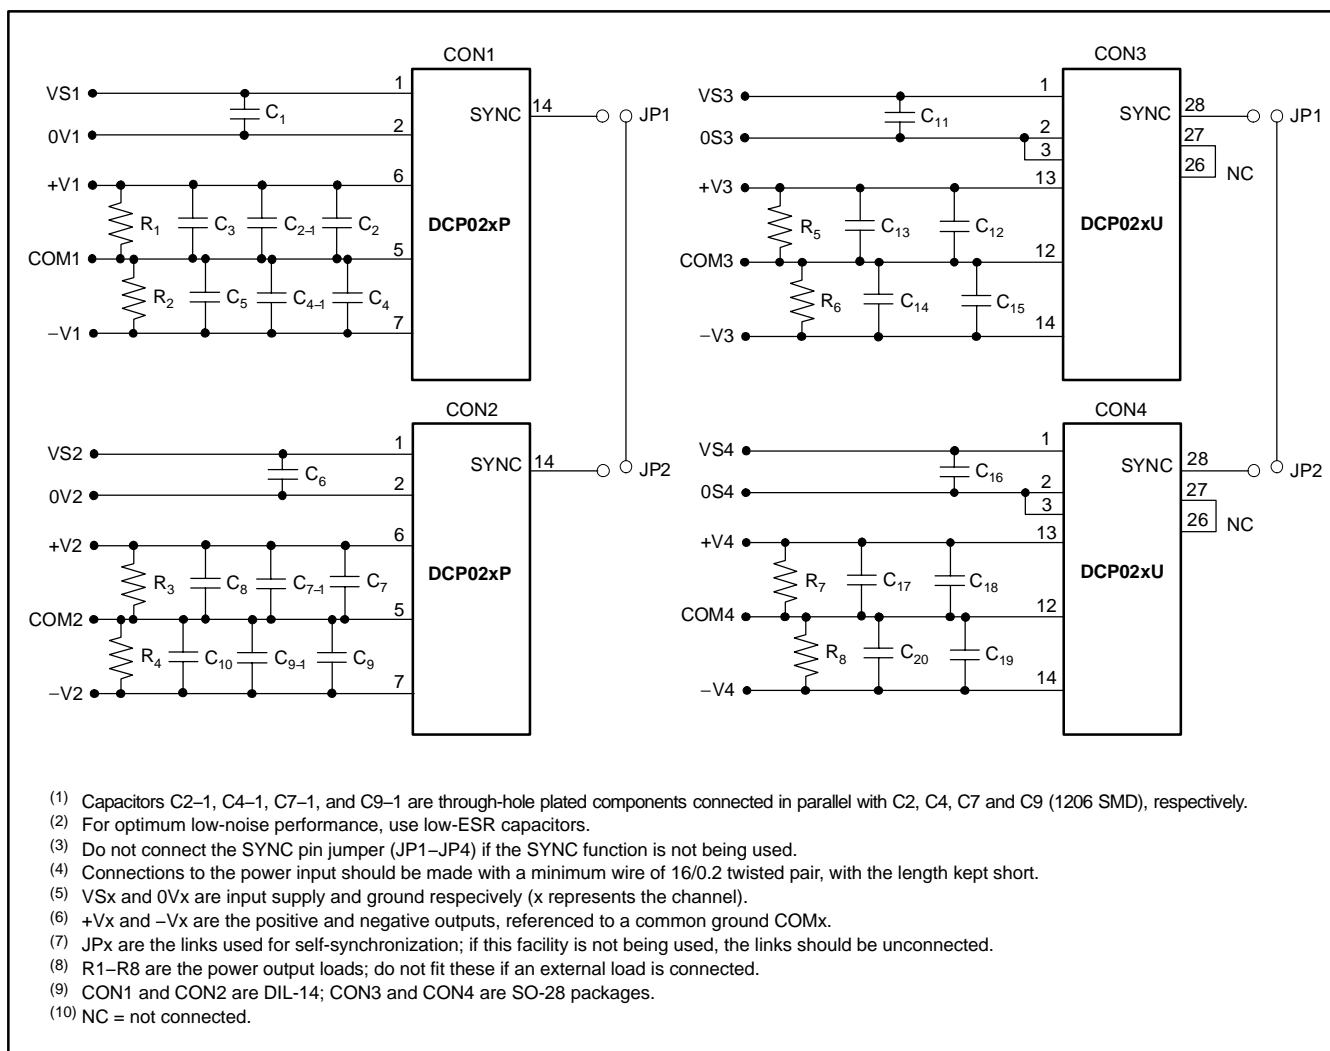 CON1
VS1
1
C1
SYNC
14
JP1
0V1
2
+V1
6
R1
C3
C2–1
C2
DCP02xP
COM1
5
R2
C5
C4–1
C4
−V1
7
CON2
VS2
1
C6
SYNC
14
JP2
0V2
2
+V2
6
R3
C8
C7–1
C7
DCP02xP
COM2
5
R4
C10
C9–1
C9
−V2
7
CON3
VS3
1
C11
SYNC
28
JP1
0S3
2
27
3
26
NC
+V3
13
R5
C13
C12
DCP02xU
COM3
12
R6
C14
C15
−V3
14
CON4
VS4
1
C16
SYNC
28
JP2
0S4
2
27
3
26
NC
+V4
13
R7
C17
C18
DCP02xU
COM4
12
R8
C20
C19
−V4
14
(1) Capacitors C2–1, C4–1, C7–1, and C9–1 are through-hole plated components connected in parallel with C2, C4, C7 and C9 (1206 SMD), respectively.
(2) For optimum low-noise performance, use low-ESR capacitors.
(3) Do not connect the SYNC pin jumper (JP1–JP4) if the SYNC function is not being used.
(4) Connections to the power input should be made with a minimum wire of 16/0.2 twisted pair, with the length kept short.
(5) VSx and 0Vx are input supply and ground respecively (x represents the channel).
(6) +Vx and −Vx are the positive and negative outputs, referenced to a common ground COMx.
(7) JPx are the links used for self-synchronization; if this facility is not being used, the links should be unconnected.
(8) R1–R8 are the power output loads; do not fit these if an external load is connected.
(9) CON1 and CON2 are DIL-14; CON3 and CON4 are SO-28 packages.
(10) NC = not connected.